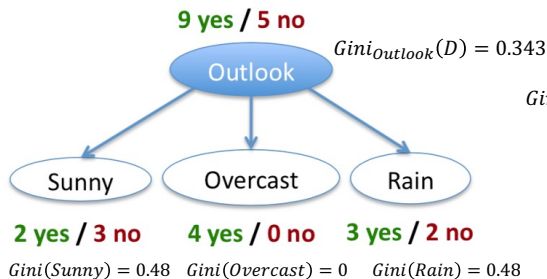 9 yes / 5 no
Gini_Outlook(D) = 0.343
Outlook
Sunny
Overcast
Rain
2 yes / 3 no
4 yes / 0 no
3 yes / 2 no
Gini(Sunny) = 0.48
Gini(Overcast) = 0
Gini(Rain) = 0.48